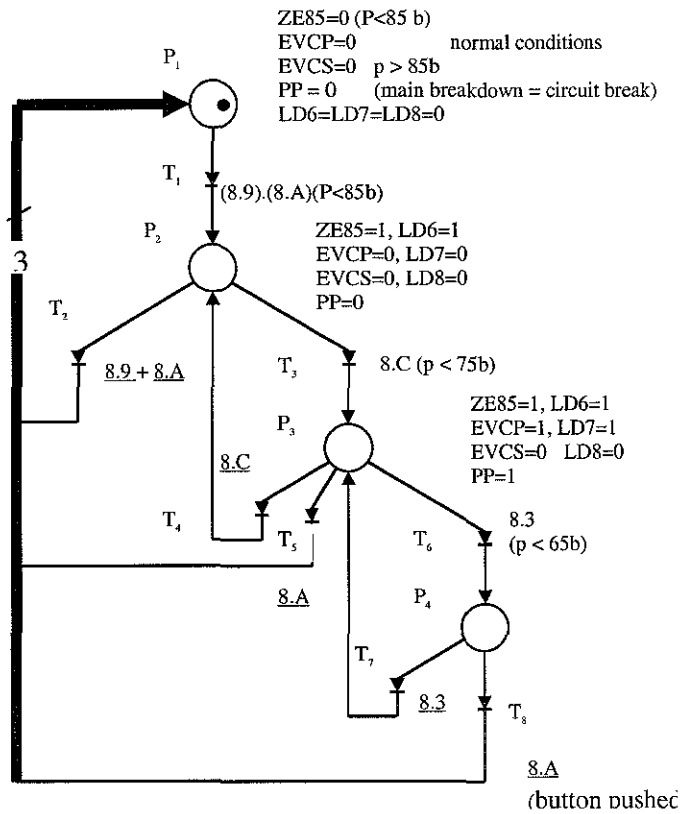 ZE85=0 (P<85 b)
EVCP=0 normal conditions
EVCS=0 p > 85b
PP = 0 (main breakdown = circuit break)
LD6=LD7=LD8=0
P1
T1
(8.9).(8.A)(P<85b)
P2
ZE85=1, LD6=1
EVCP=0, LD7=0
EVCS=0, LD8=0
PP=0
3
T2
8.9 + 8.A
T3
8.C (p < 75b)
P3
ZE85=1, LD6=1
EVCP=1, LD7=1
EVCS=0 LD8=0
PP=1
8.C
T4
T5
T6
8.3
(p < 65b)
8.A
P4
T7
8.3
T8
8.A
(button pushed